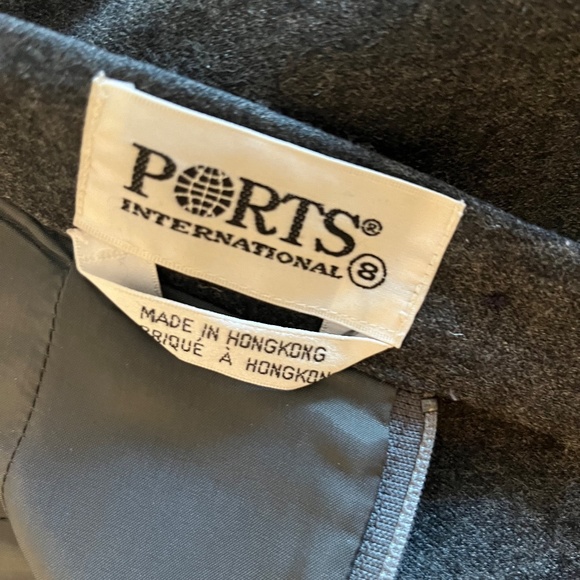 PORTS®
INTERNATIONAL 8
MADE IN HONGKONG
BRIQUÉ À HONGKON